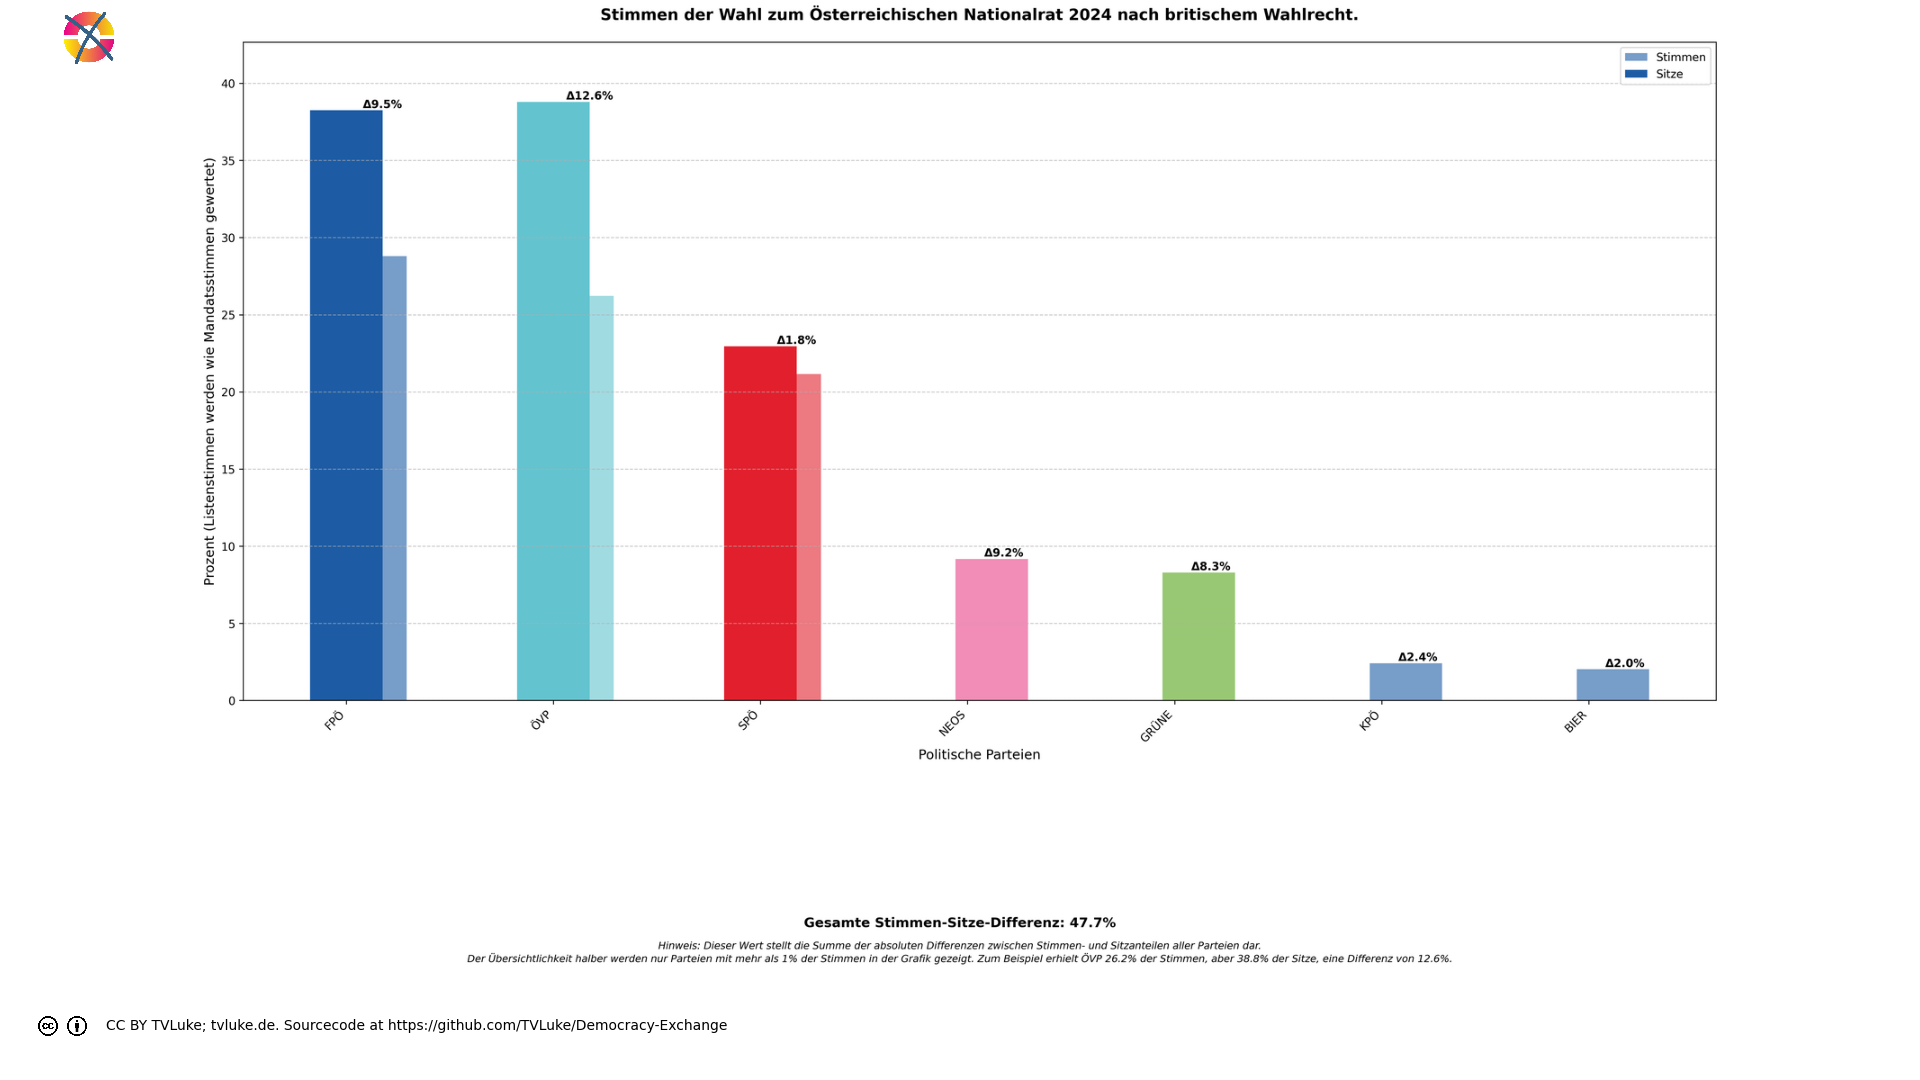 Stimmen der Wahl zum Österreichischen Nationalrat 2024 nach britischem Wahlrecht.
Stimmen
Sitze
Prozent (Listenstimmen werden wie Mandatsstimmen gewertet)
40
35
30
25
20
15
10
5
0
Δ9.5%
Δ12.6%
Δ1.8%
Δ9.2%
Δ8.3%
Δ2.4%
Δ2.0%
FPÖ
ÖVP
SPÖ
NEOS
GRÜNE
KPÖ
BIER
Politische Parteien
Gesamte Stimmen-Sitze-Differenz: 47.7%
Hinweis: Dieser Wert stellt die Summe der absoluten Differenzen zwischen Stimmen- und Sitzanteilen aller Parteien dar.
Der Übersichtlichkeit halber werden nur Parteien mit mehr als 1% der Stimmen in der Grafik gezeigt. Zum Beispiel erhielt ÖVP 26.2% der Stimmen, aber 38.8% der Sitze, eine Differenz von 12.6%.
cc CC BY TVLuke; tvluke.de. Sourcecode at https://github.com/TVLuke/Democracy-Exchange